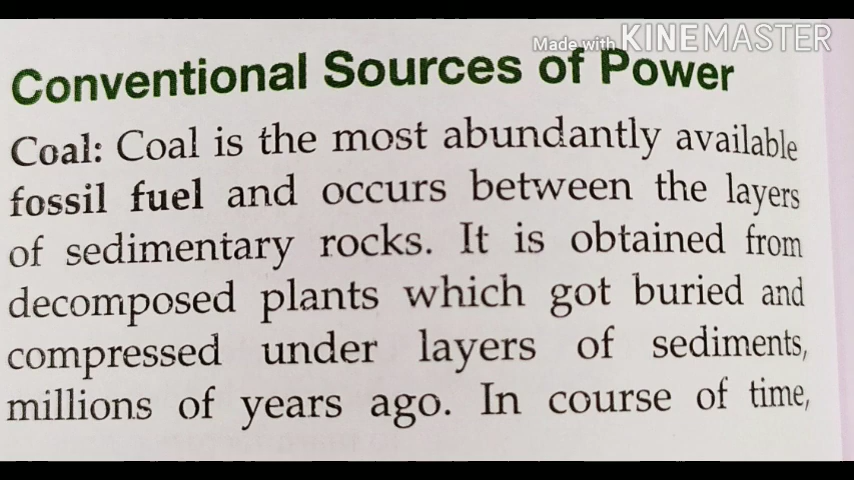 Made with KINEMASTER
Conventional Sources of Power
Coal: Coal is the most abundantly available
fossil fuel and occurs between the layers
of sedimentary rocks. It is obtained from
decomposed plants which got buried and
compressed under layers of sediments,
millions of years ago. In course of time,